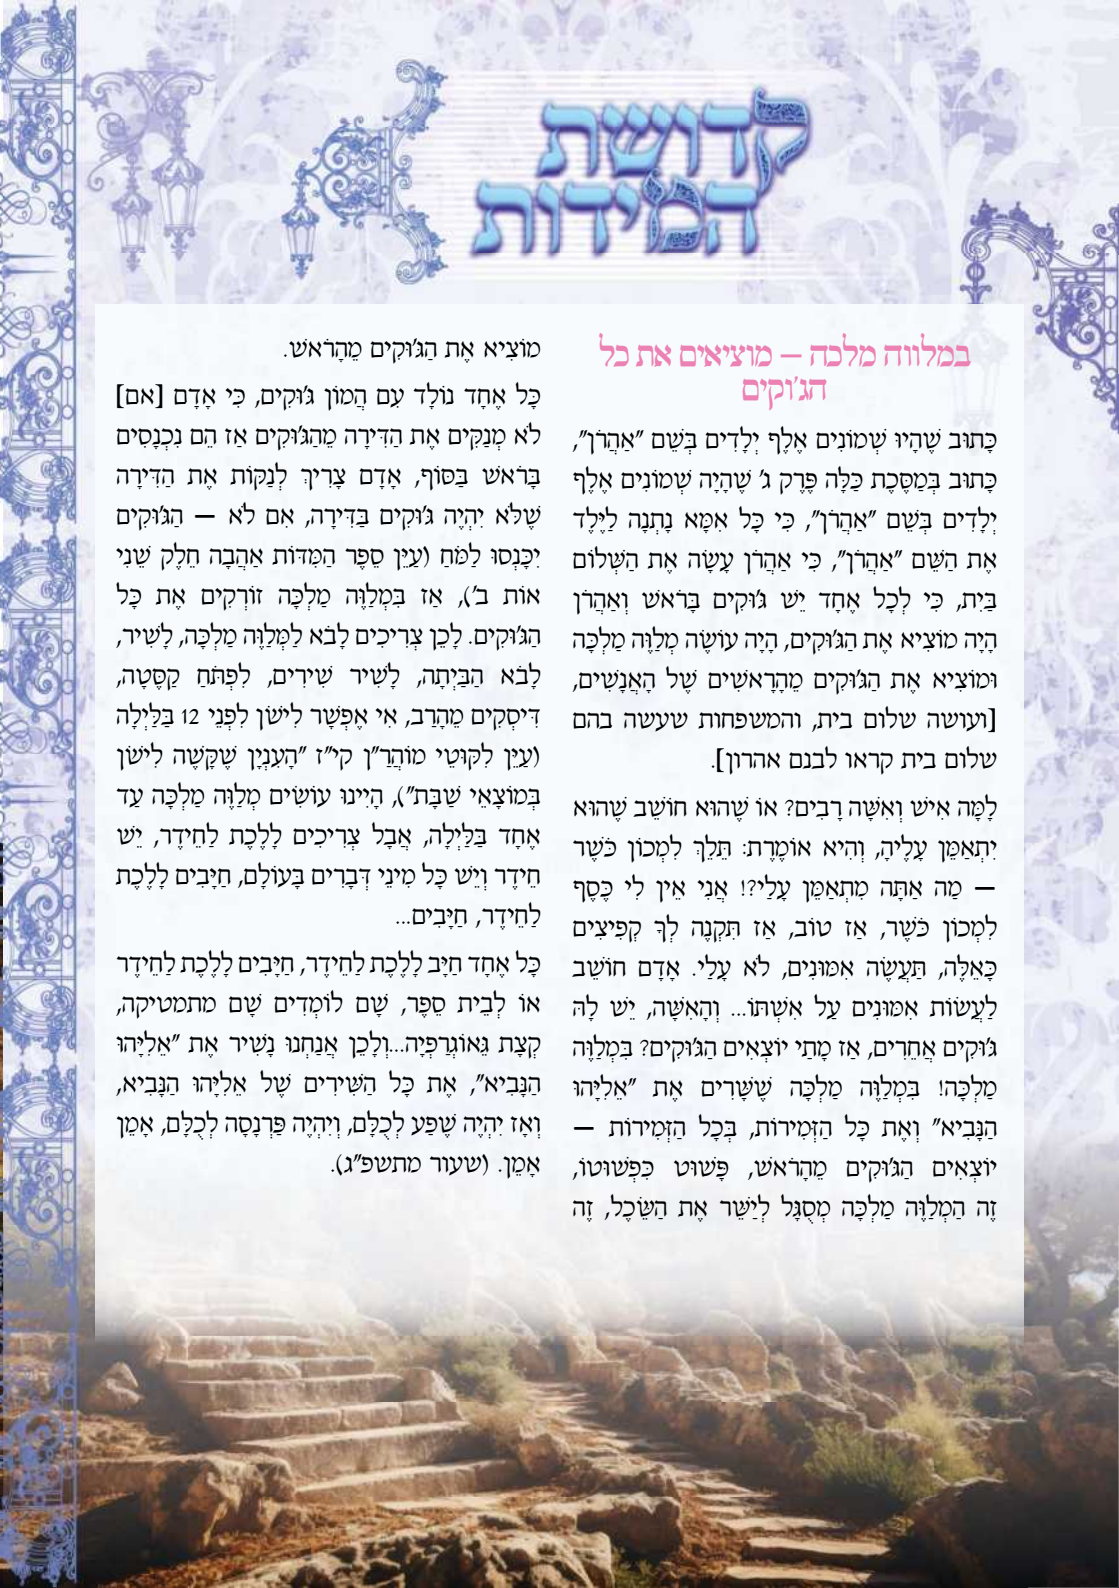 קדושת
המידות
במלווה מלכה – מוציאים את כל
הג'וקים
כָּתוּב שֶׁהָיוּ שְׁמוֹנִים אֶלֶף יְלָדִים בְּשֵׁם "אַהֲרֹן",
כָּתוּב בְּמַסֶּכֶת כַּלָּה פֶּרֶק ג' שֶׁהָיָה שְׁמוֹנִים אֶלֶף
יְלָדִים בְּשֵׁם "אַהֲרֹן", כִּי כָּל אִמָּא נָתְנָה לַיֶּלֶד
אֶת הַשֵּׁם "אַהֲרֹן", כִּי אַהֲרֹן עָשָׂה אֶת הַשְּׁלוֹם
בַּיִת, כִּי לְכָל אֶחָד יֵשׁ גּ'וּקִים בָּרֹאשׁ וְאַהֲרֹן
הָיָה מוֹצִיא אֶת הַגּ'וּקִים, הָיָה עוֹשֶׂה מְלַוֶּה מַלְכָּה
וּמוֹצִיא אֶת הַגּ'וּקִים מֵהָרָאשִׁים שֶׁל הָאֲנָשִׁים,
[ועושה שלום בית, והמשפחות שעשה בהם
שלום בית קראו לבנם אהרון].
לָמָּה אִישׁ וְאִשָּׁה רָבִים? אוֹ שֶׁהוּא חוֹשֵׁב שֶׁהוּא
יִתְאַמֵּן עָלֶיהָ, וְהִיא אוֹמֶרֶת: תֵּלֵךְ לִמְכוֹן כֹּשֶׁר
— מַה אַתָּה מִתְאַמֵּן עָלַי?! אֲנִי אֵין לִי כֶּסֶף
לִמְכוֹן כֹּשֶׁר, אַז טוֹב, אַז תִּקְנֶה לְךָ קְפִיצִים
כָּאֵלֶּה, תַּעֲשֶׂה אִמּוּנִים, לֹא עָלַי. אָדָם חוֹשֵׁב
לַעֲשׂוֹת אִמּוּנִים עַל אִשְׁתּוֹ... וְהָאִשָּׁה, יֵשׁ לָהּ
גּ'וּקִים אֲחֵרִים, אַז מָתַי יוֹצְאִים הַגּ'וּקִים? בִּמְלַוֶּה
מַלְכָּה! בִּמְלַוֶּה מַלְכָּה שֶׁשָּׁרִים אֶת "אֵלִיָּהוּ
הַנָּבִיא" וְאֶת כָּל הַזְּמִירוֹת, בְּכָל הַזְּמִירוֹת —
יוֹצְאִים הַגּ'וּקִים מֵהָרֹאשׁ, פָּשׁוּט כִּפְשׁוּטוֹ,
זֶה הַמְלַוֶּה מַלְכָּה מְסֻגָּל לְיַשֵּׁר אֶת הַשֵּׂכֶל, זֶה
מוֹצִיא אֶת הַגּ'וּקִים מֵהָרֹאשׁ.
כָּל אֶחָד נוֹלָד עִם הֲמוֹן גּ'וּקִים, כִּי אָדָם [אם]
לֹא מְנַקִּים אֶת הַדִּירָה מֵהַגּ'וּקִים אַז הֵם נִכְנָסִים
בָּרֹאשׁ בַּסּוֹף, אָדָם צָרִיךְ לְנַקּוֹת אֶת הַדִּירָה
שֶׁלֹּא יִהְיֶה גּ'וּקִים בַּדִּירָה, אִם לֹא — הַגּ'וּקִים
יִכָּנְסוּ לַמֹּחַ (עַיֵּן סֵפֶר הַמִּדּוֹת אַהֲבָה חֵלֶק שֵׁנִי
אוֹת ב'), אַז בִּמְלַוֶּה מַלְכָּה זוֹרְקִים אֶת כָּל
הַגּ'וּקִים. לָכֵן צְרִיכִים לָבֹא לַמְּלַוֶּה מַלְכָּה, לָשִׁיר,
לָבֹא הַבַּיְתָה, לָשִׁיר שִׁירִים, לִפְתֹּחַ קַסֶּטָה,
דִּיסְקִים מֵהָרַב, אִי אֶפְשָׁר לִישֹׁן לִפְנֵי 12 בַּלַּיְלָה
(עַיֵּן לִקּוּטֵי מוֹהֲרַ"ן קי"ז "הָעִנְיָן שֶׁקָּשֶׁה לִישֹׁן
בְּמוֹצָאֵי שַׁבָּת"), הָיִינוּ עוֹשִׂים מְלַוֶּה מַלְכָּה עַד
אֶחָד בַּלַּיְלָה, אֲבָל צְרִיכִים לָלֶכֶת לַחֵידֶר, יֵשׁ
חֵידֶר וְיֵשׁ כָּל מִינֵי דְּבָרִים בָּעוֹלָם, חַיָּבִים לָלֶכֶת
לַחֵידֶר, חַיָּבִים...
כָּל אֶחָד חַיָּב לָלֶכֶת לַחֵידֶר, חַיָּבִים לָלֶכֶת לַחֵידֶר
אוֹ לְבֵית סֵפֶר, שָׁם לוֹמְדִים שָׁם מתמטיקה,
קְצָת גֵּאוֹגְרַפְיָה...וְלָכֵן אֲנַחְנוּ נָשִׁיר אֶת "אֵלִיָּהוּ
הַנָּבִיא", אֶת כָּל הַשִּׁירִים שֶׁל אֵלִיָּהוּ הַנָּבִיא,
וְאָז יִהְיֶה שֶׁפַע לְכֻלָּם, וְיִהְיֶה פַּרְנָסָה לְכֻלָּם, אָמֵן
אָמֵן. (שעור מתשפ"ג).